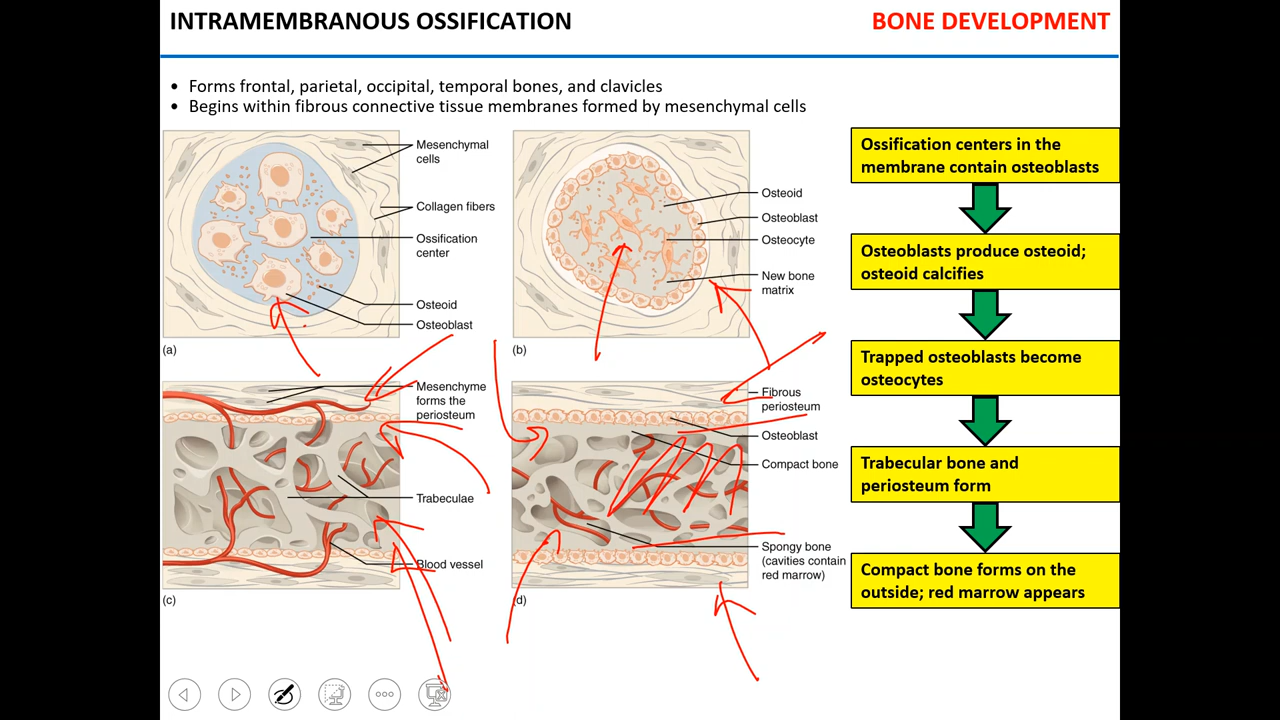 INTRAMEMBRANOUS OSSIFICATION
BONE DEVELOPMENT
• Forms frontal, parietal, occipital, temporal bones, and clavicles
• Begins within fibrous connective tissue membranes formed by mesenchymal cells
Mesenchymal
cells
Collagen fibers
Ossification
center
Osteoid
Osteoblast
(a)
Osteoid
Osteoblast
Osteocyte
New bone
matrix
(b)
Mesenchyme
forms the
periosteum
Trabeculae
Blood vessel
(c)
Fibrous
periosteum
Osteoblast
Compact bone
Spongy bone
(cavities contain
red marrow)
(d)
Ossification centers in the
membrane contain osteoblasts
Osteoblasts produce osteoid;
osteoid calcifies
Trapped osteoblasts become
osteocytes
Trabecular bone and
periosteum form
Compact bone forms on the
outside; red marrow appears